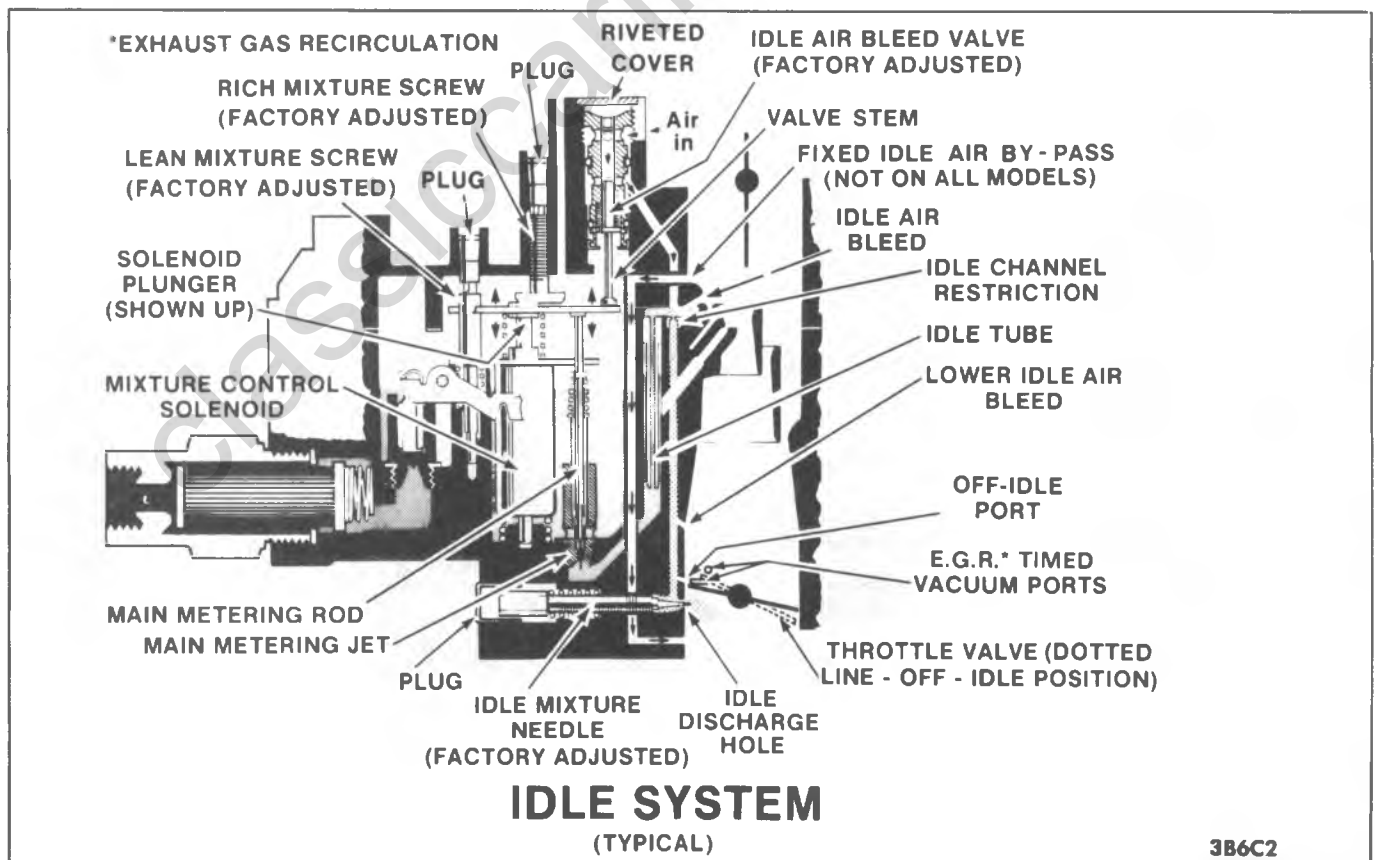 *EXHAUST GAS RECIRCULATION
RICH MIXTURE SCREW
(FACTORY ADJUSTED)
LEAN MIXTURE SCREW
(FACTORY ADJUSTED)
PLUG
PLUG
RIVETED
COVER
Air
in
IDLE AIR BLEED VALVE
(FACTORY ADJUSTED)
VALVE STEM
FIXED IDLE AIR BY - PASS
(NOT ON ALL MODELS)
IDLE AIR
BLEED
IDLE CHANNEL
RESTRICTION
IDLE TUBE
LOWER IDLE AIR
BLEED
OFF-IDLE
PORT
E.G.R.* TIMED
VACUUM PORTS
THROTTLE VALVE (DOTTED
LINE - OFF - IDLE POSITION)
SOLENOID
PLUNGER
(SHOWN UP)
MIXTURE CONTROL
SOLENOID
MAIN METERING ROD
MAIN METERING JET
PLUG
IDLE MIXTURE
NEEDLE
(FACTORY ADJUSTED)
IDLE
DISCHARGE
HOLE
IDLE SYSTEM
(TYPICAL)
3B6C2